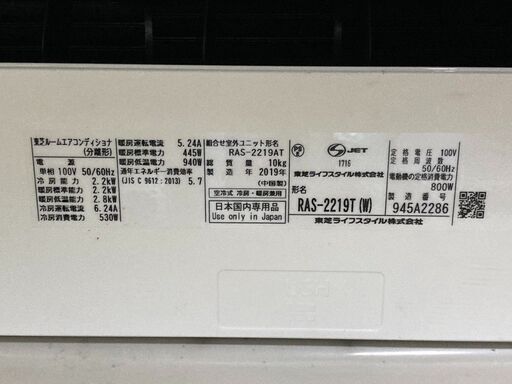 東芝ルームエアコンディショナ
(分離形)
電 源
単相 100V 50/60Hz
冷房能力 2.2kW
暖房標準能力 2.2kW
暖房低温能力 2.8kW
冷房運転電流 6.24A
冷房消費電力 530W
暖房運転電流 5.24A
暖房標準電力 445W
暖房低温電力 940W
通年エネルギー消費効率
(JIS C 9612:2013) 5.7
組合せ室外ユニット形名
RAS-2219AT
総質量 10kg
製造 2019年
(中国製)
空冷式 冷房・暖房兼用
日本国内専用品
Use only in Japan
PS
E
JET
1716
東芝ライフスタイル株式会社
形名
RAS-2219T(W)
定格電圧 100V
定格周波数
50/60Hz
電動機の定格消費電力
800W
製造番号
945A2286
東芝ライフスタイル株式会社